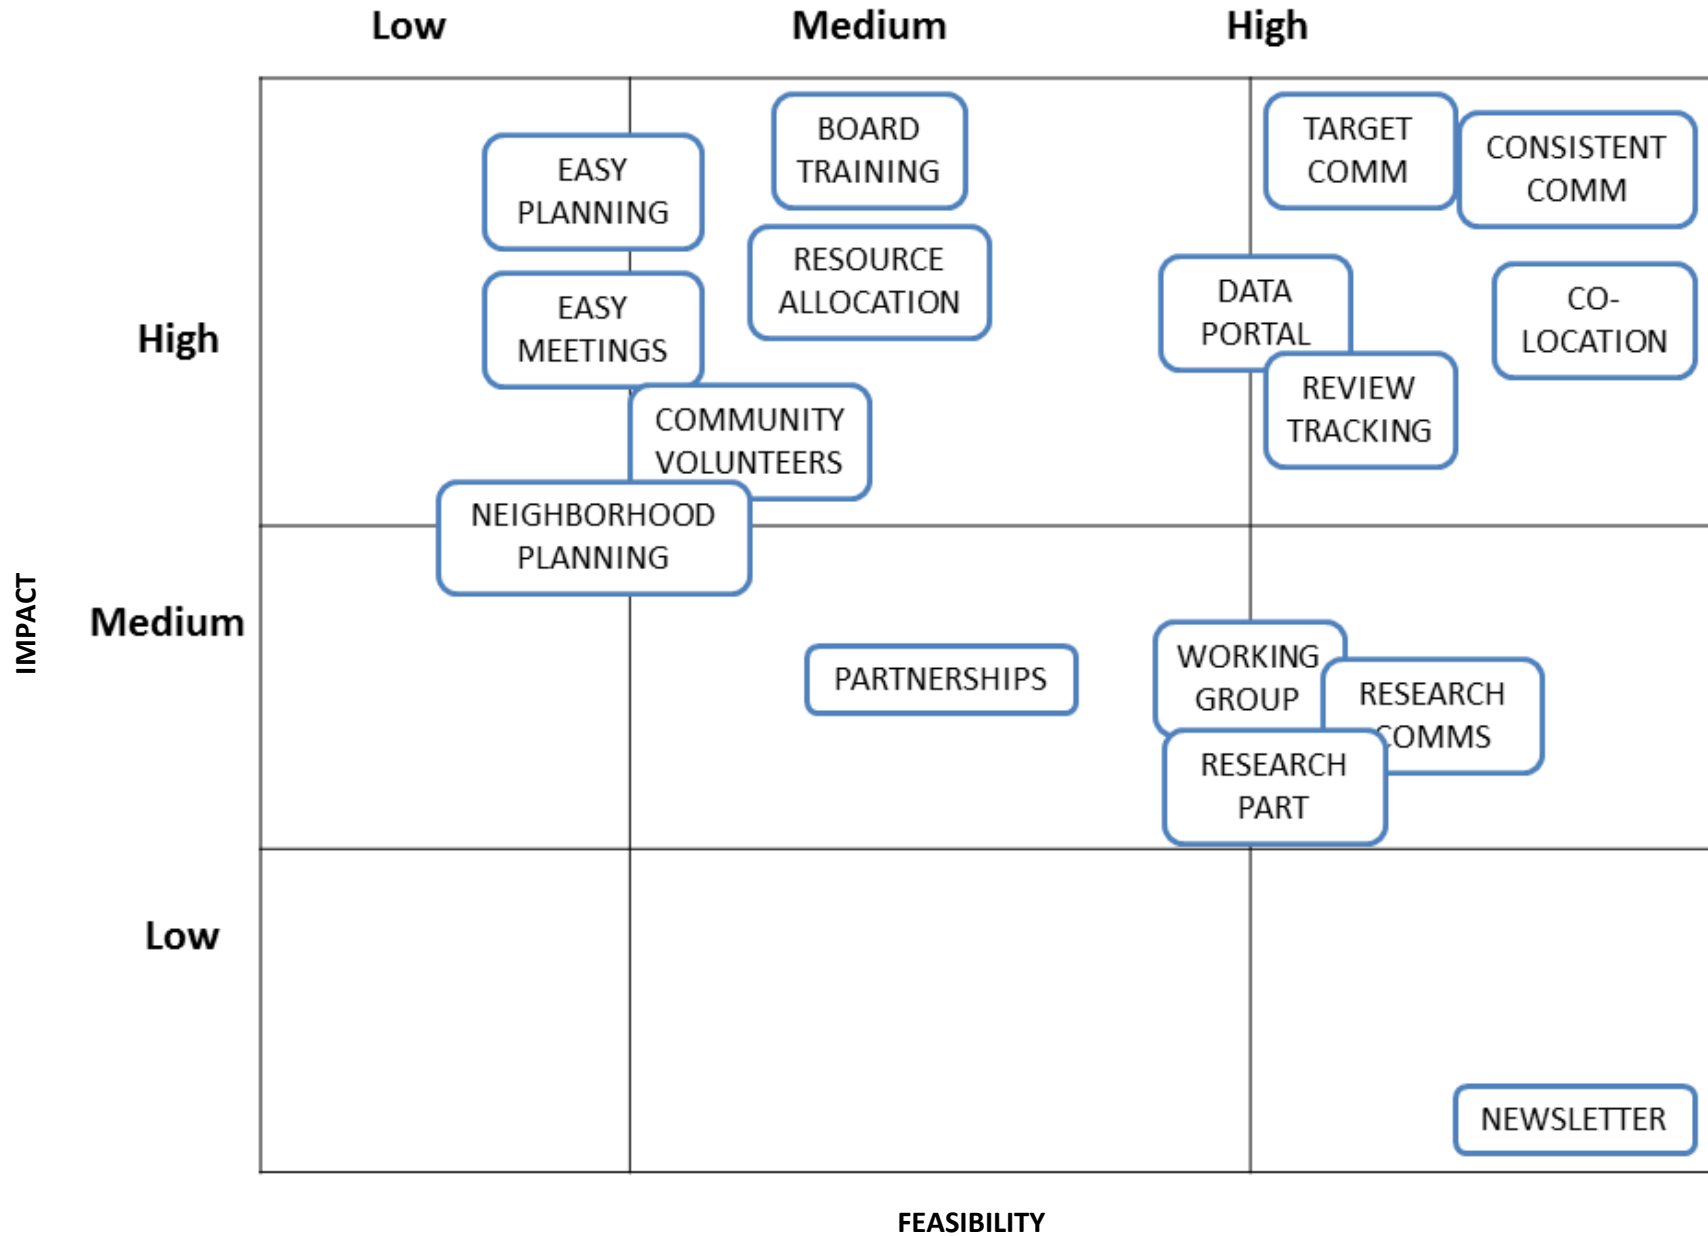 Low
Medium
High
BOARD
TRAINING
TARGET
COMM
CONSISTENT
COMM
EASY
PLANNING
RESOURCE
ALLOCATION
DATA
PORTAL
CO-
LOCATION
EASY
MEETINGS
High
REVIEW
TRACKING
COMMUNITY
VOLUNTEERS
NEIGHBORHOOD
PLANNING
IMPACT
Medium
PARTNERSHIPS
WORKING
GROUP
RESEARCH
COMMS
RESEARCH
PART
Low
NEWSLETTER
FEASIBILITY